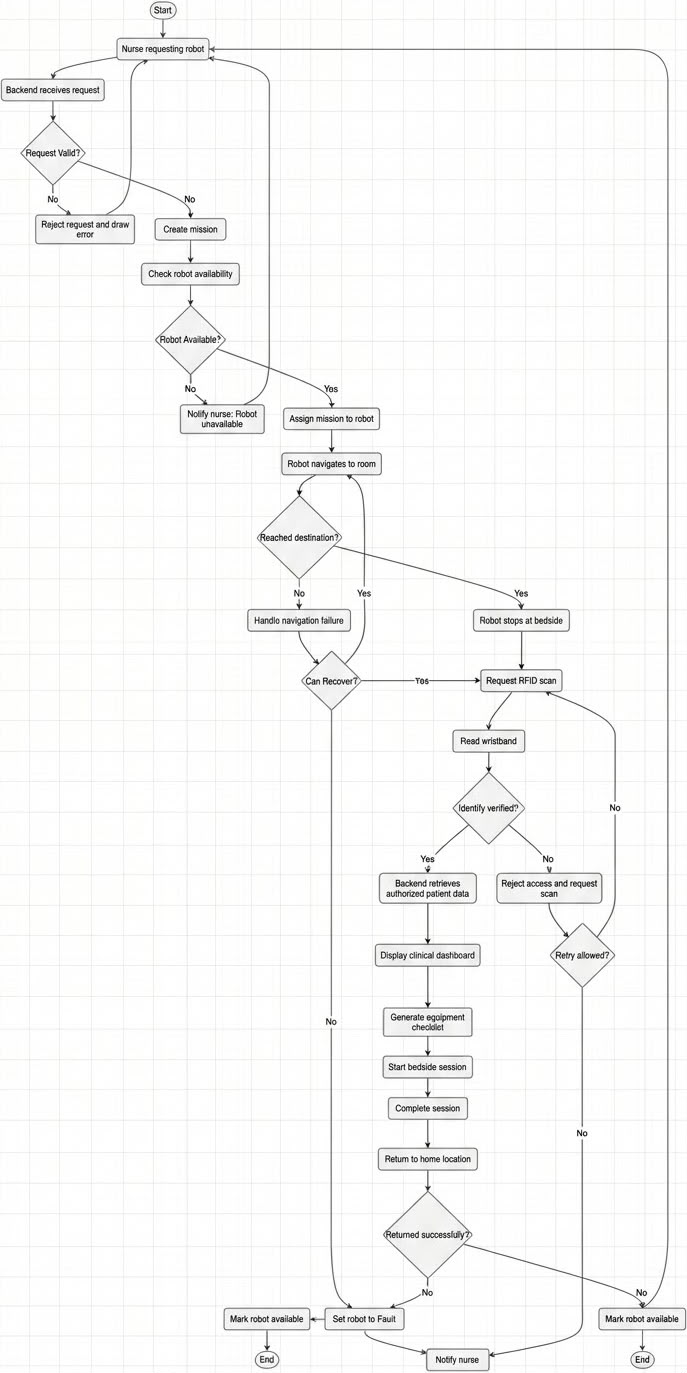 Start
Nurse requesting robot
Backend raceives request
Request Valld?
No
No
Reject reguest and draw
error
Create mission
Check robot availability
Robot Available?
No
Yes
Nolify nurse: Robot
unavailable
Assign mission to robot
Robot navigates to room
Reached destination?
No
Yes
Yes
Handlo navigation failure
Robot stops at bedside
Can Recover?
Yes
Request RFID scan
Read wristband
Identify verified?
No
Yes
No
Backend retrieves
authorized patient data
Reject access and request
scan
Display clinical dashboard
Retry allowed?
No
Generate egoipment
checklet
Start bedside session
Complete session
No
Return to home location
Returned successfully?
No
No
Mark robot available
Set robot to Fault
Mark robot available
End
Notify nurse
End